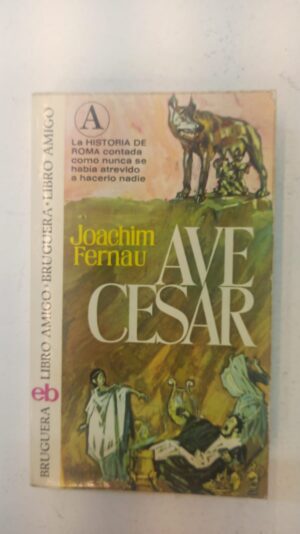 A
La HISTORIA DE
ROMA contada
como nunca se
había atrevido
a hacerlo nadie
Joachim
Fernau
AVE
CESAR
BRUGUERA eb LIBRO AMIGO · BRUGUERA · LIBRO AMIGO